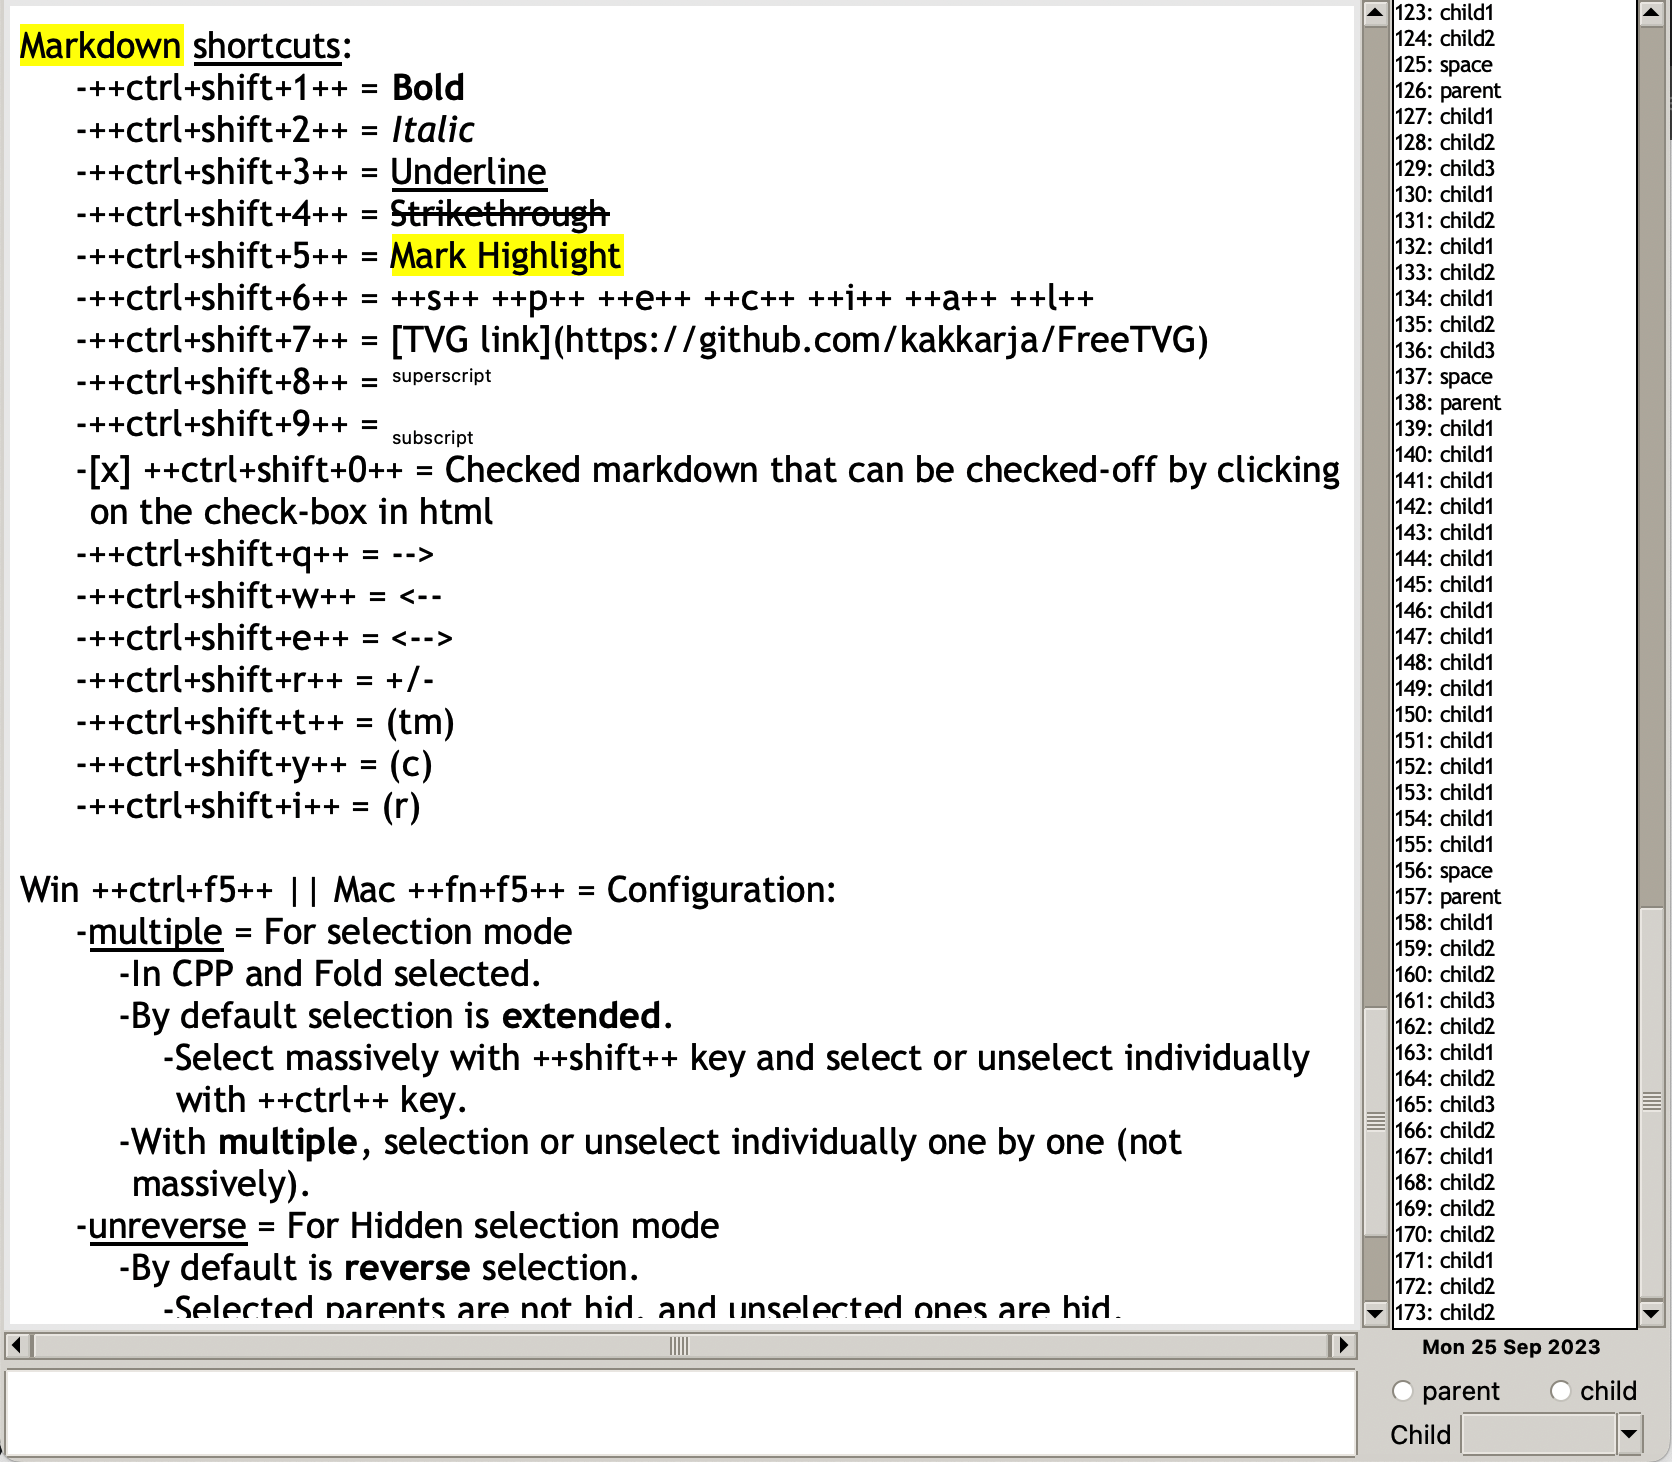 Markdown shortcuts:
-++ctrl+shift+1++ = Bold
-++ctrl+shift+2++ = Italic
-++ctrl+shift+3++ = Underline
-++ctrl+shift+4++ = Strikethrough
-++ctrl+shift+5++ = Mark Highlight
-++ctrl+shift+6++ = ++s++ ++p++ ++e++ ++c++ ++i++ ++a++ ++l++
-++ctrl+shift+7++ = [TVG link](https://github.com/kakkarja/FreeTVG)
-++ctrl+shift+8++ = superscript
-++ctrl+shift+9++ = subscript
-[x] ++ctrl+shift+0++ = Checked markdown that can be checked-off by clicking
on the check-box in html
-++ctrl+shift+q++ = -->
-++ctrl+shift+w++ = <--
-++ctrl+shift+e++ = <-->
-++ctrl+shift+r++ = +/-
-++ctrl+shift+t++ = (tm)
-++ctrl+shift+y++ = (c)
-++ctrl+shift+i++ = (r)
Win ++ctrl+f5++ || Mac ++fn+f5++ = Configuration:
-multiple = For selection mode
-In CPP and Fold selected.
-By default selection is extended.
-Select massively with ++shift++ key and select or unselect individually
with ++ctrl++ key.
-With multiple, selection or unselect individually one by one (not
massively).
-unreverse = For Hidden selection mode
-By default is reverse selection.
-Selected parents are not hid, and unselected ones are hid.
123: child1
124: child2
125: space
126: parent
127: child1
128: child2
129: child3
130: child1
131: child2
132: child1
133: child2
134: child1
135: child2
136: child3
137: space
138: parent
139: child1
140: child1
141: child1
142: child1
143: child1
144: child1
145: child1
146: child1
147: child1
148: child1
149: child1
150: child1
151: child1
152: child1
153: child1
154: child1
155: child1
156: space
157: parent
158: child1
159: child2
160: child2
161: child3
162: child2
163: child1
164: child2
165: child3
166: child2
167: child1
168: child2
169: child2
170: child2
171: child1
172: child2
173: child2
Mon 25 Sep 2023
parent child
Child